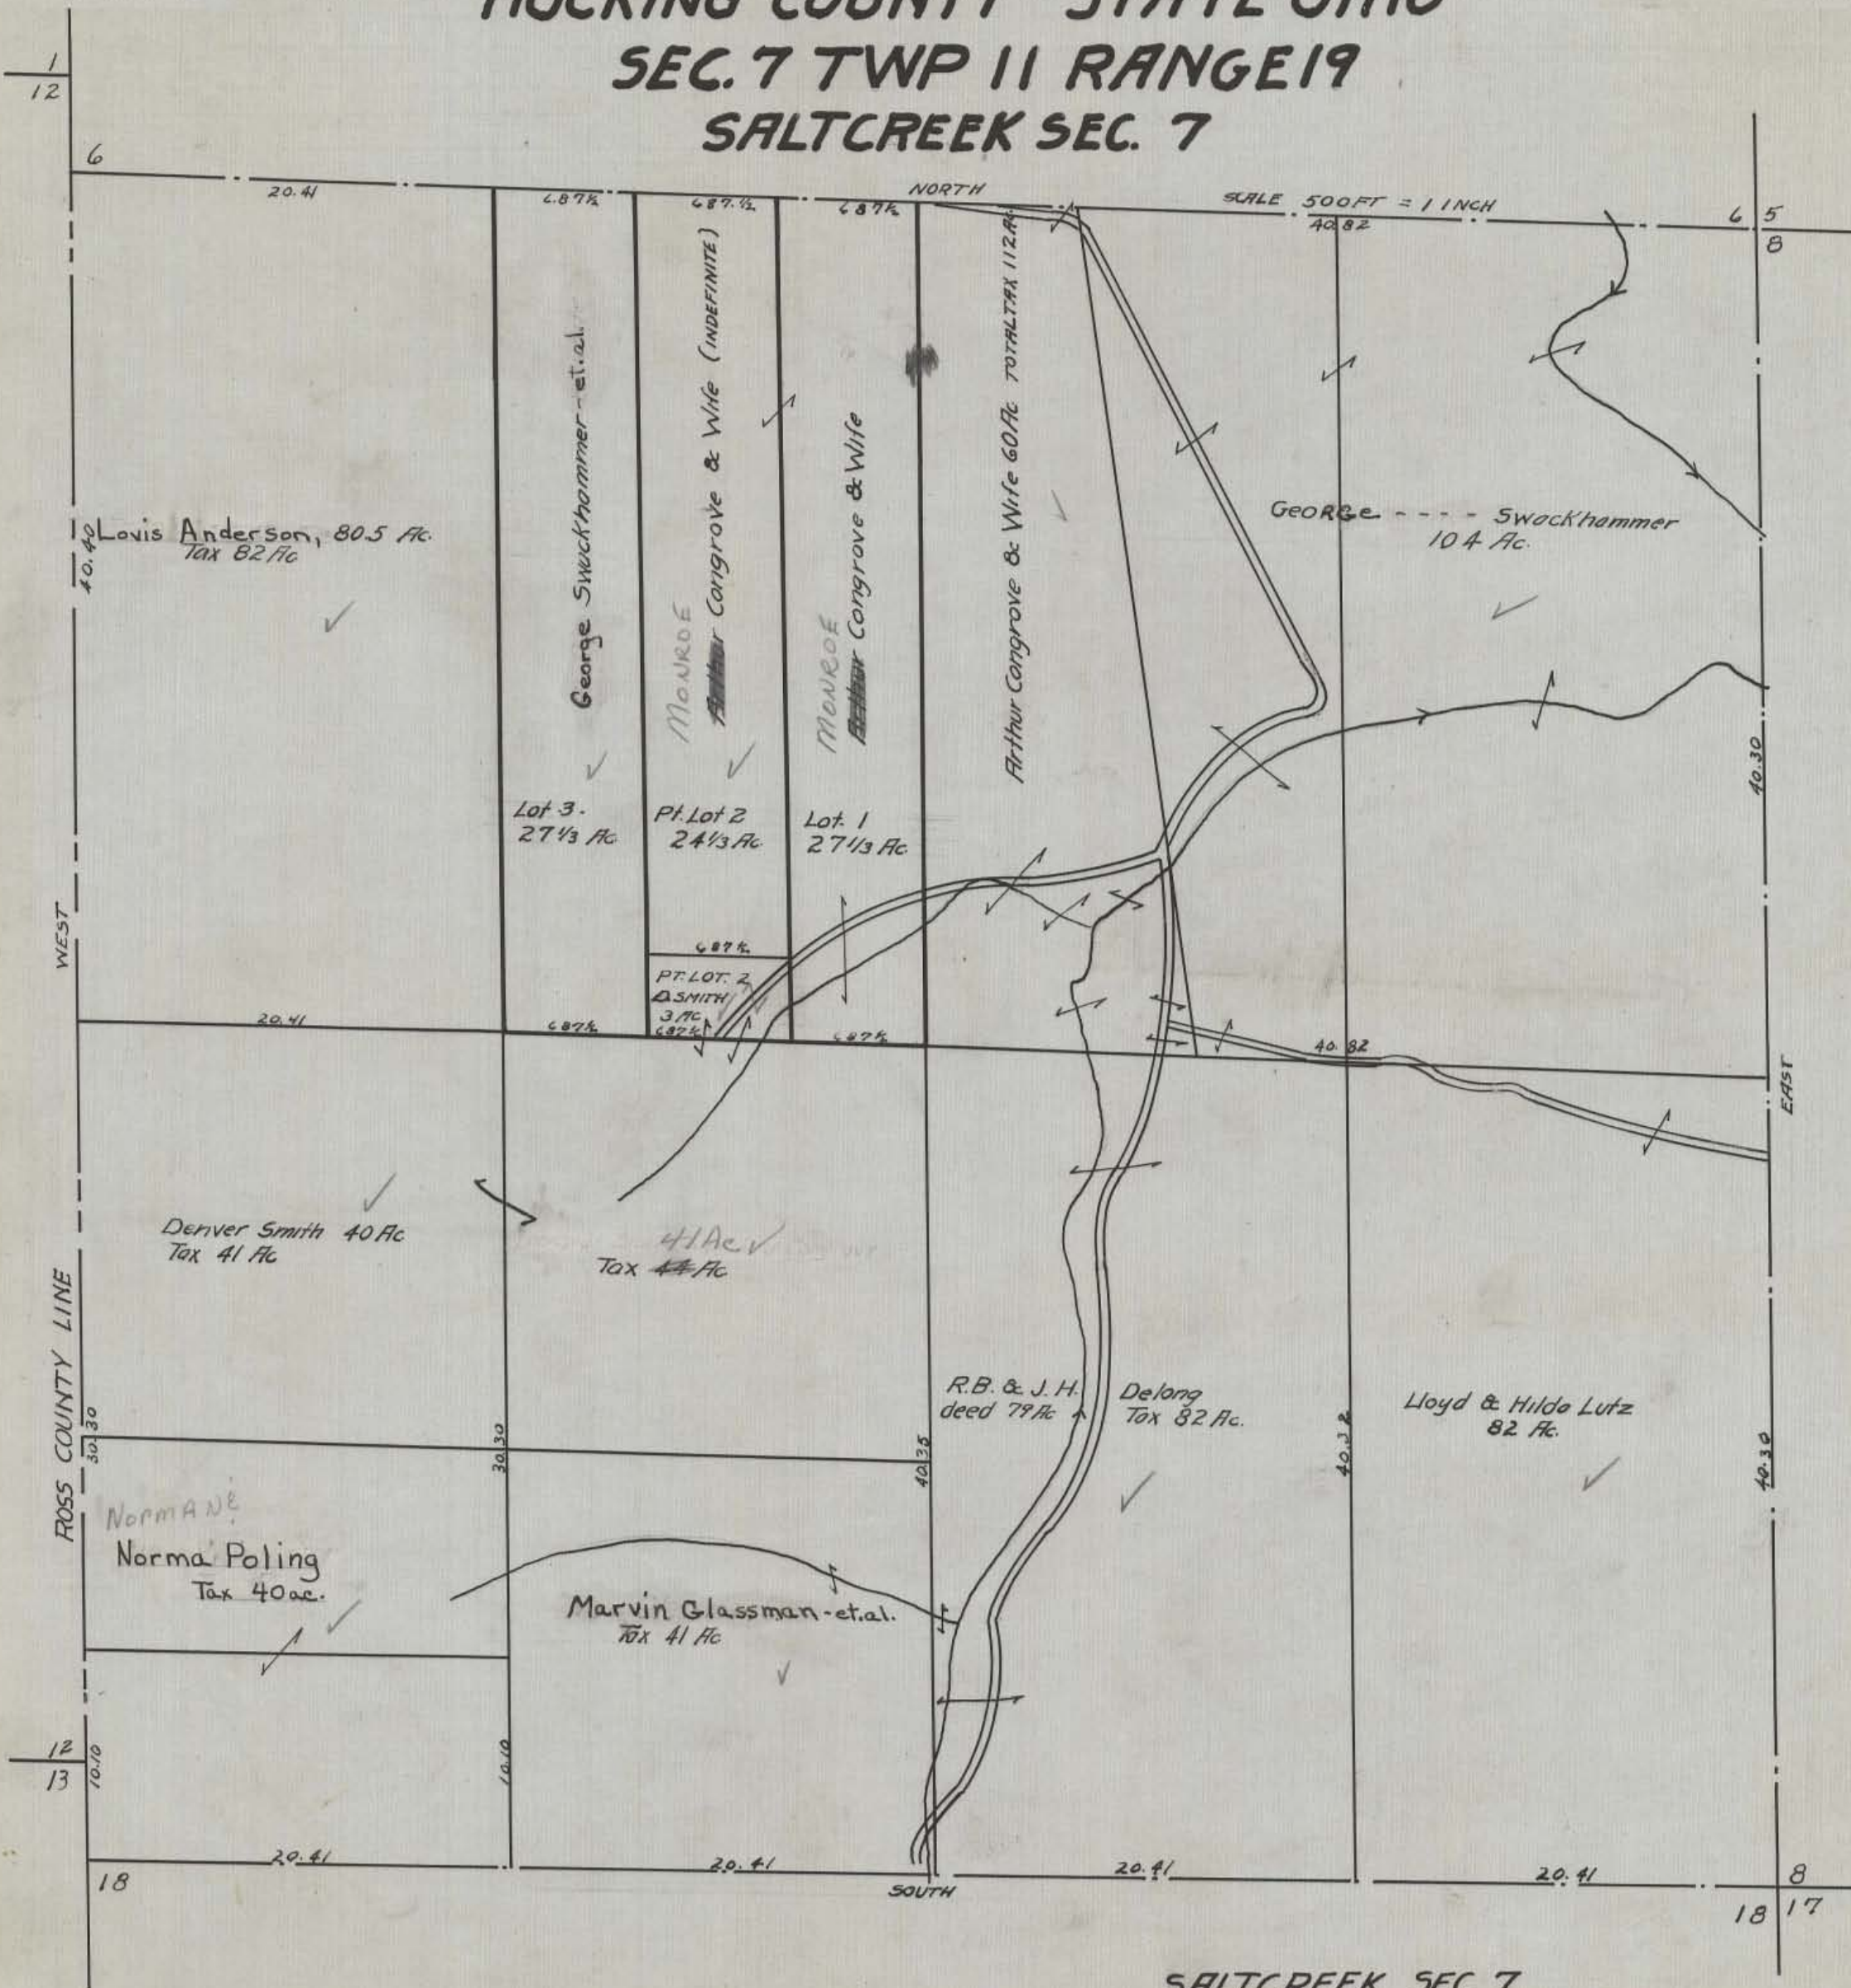 HOCKING COUNTY STATE OHIO
SEC. 7 TWP 11 RANGE 19
SALTCREEK SEC. 7
1
12
6
20.41
687½
687.½
687½
NORTH
SCALE 500FT = 1 INCH
40.82
6 5
8
Lovis Anderson, 80.5 Ac.
Tax 82 Ac
40.40
George Swackhammer-et.al.
Lot 3.
27 1/3 Ac
MONROE
Arthur Congrove & Wife (INDEFINITE)
Pt. Lot 2
24 1/3 Ac.
MONROE
Arthur Congrove & Wife
Lot. 1
27 1/3 Ac
Arthur Congrove & Wife 60 Ac TOTAL TAX 112 Ac
GEORGE - - - - Swackhammer
104 Ac.
40.30
WEST
687½
PT. LOT. 2
D. SMITH
3 Ac
687½
20.41
687½
687½
40.82
EAST
Denver Smith 40 Ac
Tax 41 Ac
41 Ac
Tax 44 Ac
ROSS COUNTY LINE
30.30
30.30
40.35
R.B. & J.H. Delong
deed 79 Ac Tax 82 Ac.
Lloyd & Hilda Lutz
82 Ac.
40.30
NORMAN E.
Norma Poling
Tax 40 ac.
Marvin Glassman-et.al.
Tax 41 Ac
12
13
10.10
10.10
20.41
20.41
20.41
20.41
18
SOUTH
8
18 17
SALTCREEK SEC 7